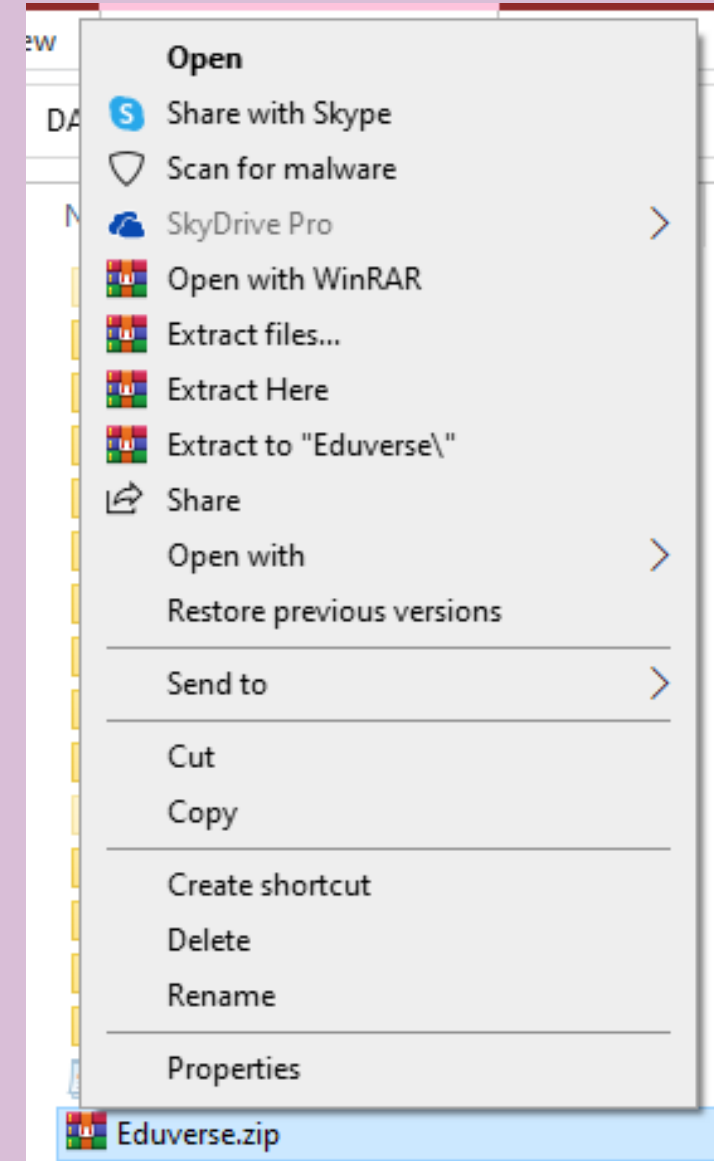 ew
Open
DA
Share with Skype
Scan for malware
N
SkyDrive Pro
Open with WinRAR
Extract files...
Extract Here
Extract to "Eduverse\"
Share
Open with
Restore previous versions
Send to
Cut
Copy
Create shortcut
Delete
Rename
Properties
Eduverse.zip